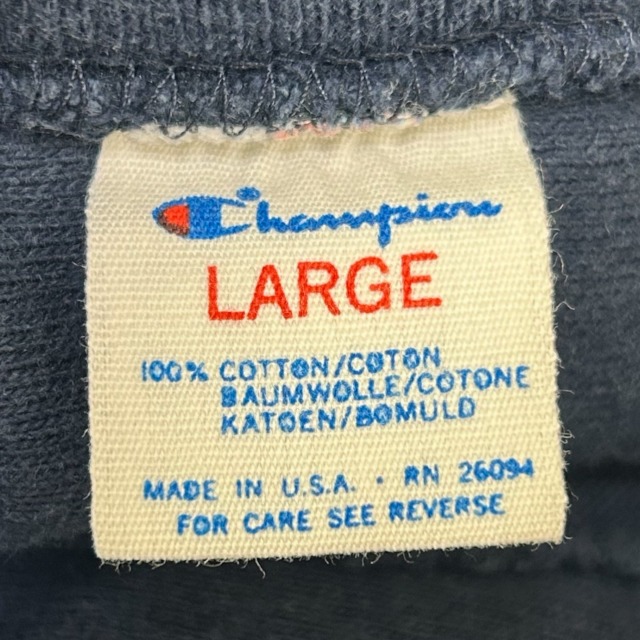 Champion
LARGE
100% COTTON/COTON
BAUMWOLLE/COTONE
KATOEN/BOMULD
MADE IN U.S.A. · RN 26094
FOR CARE SEE REVERSE